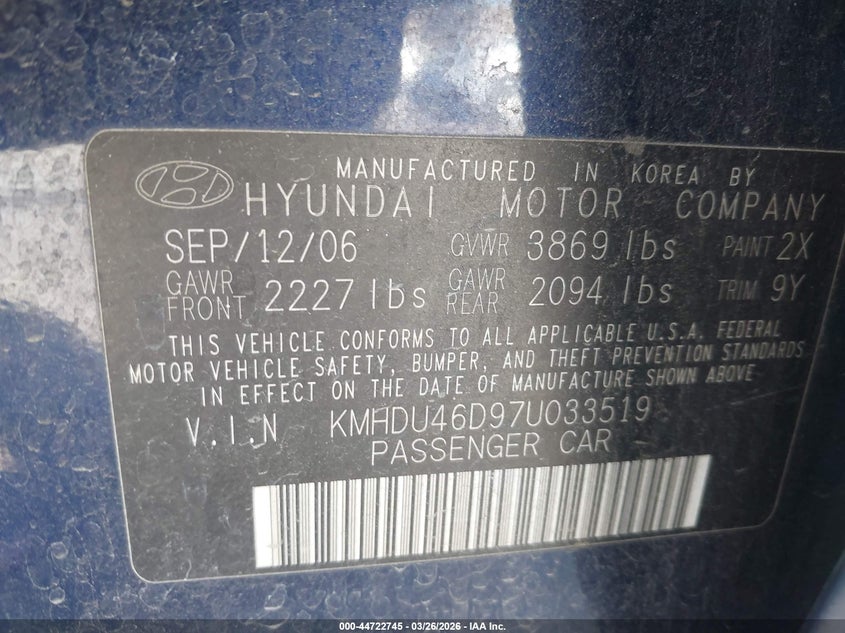 MANUFACTURED IN KOREA BY
HYUNDAI MOTOR COMPANY
SEP/12/06 GVWR 3869 lbs PAINT 2X
GAWR FRONT 2227 lbs GAWR REAR 2094 lbs TRIM 9Y
THIS VEHICLE CONFORMS TO ALL APPLICABLE U.S.A. FEDERAL
MOTOR VEHICLE SAFETY, BUMPER, AND THEFT PREVENTION STANDARDS
IN EFFECT ON THE DATE OF MANUFACTURE SHOWN ABOVE
V.I.N KMHDU46D97U033519
PASSENGER CAR
000-44722745 - 03/26/2026 - IAA Inc.